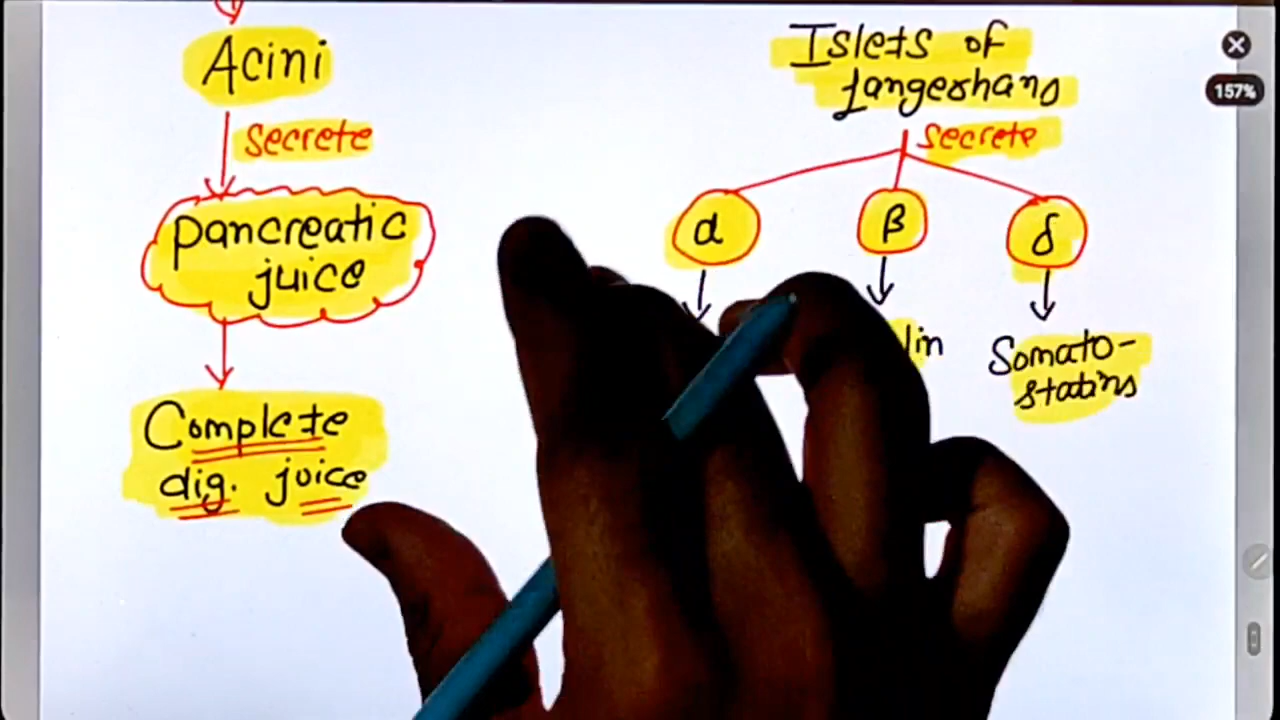 Acini
secrete
pancreatic
juice
Complete
dig. juice
Islets of
Langerhans
secrete
α
β
δ
lin
Somato-
statins
157%